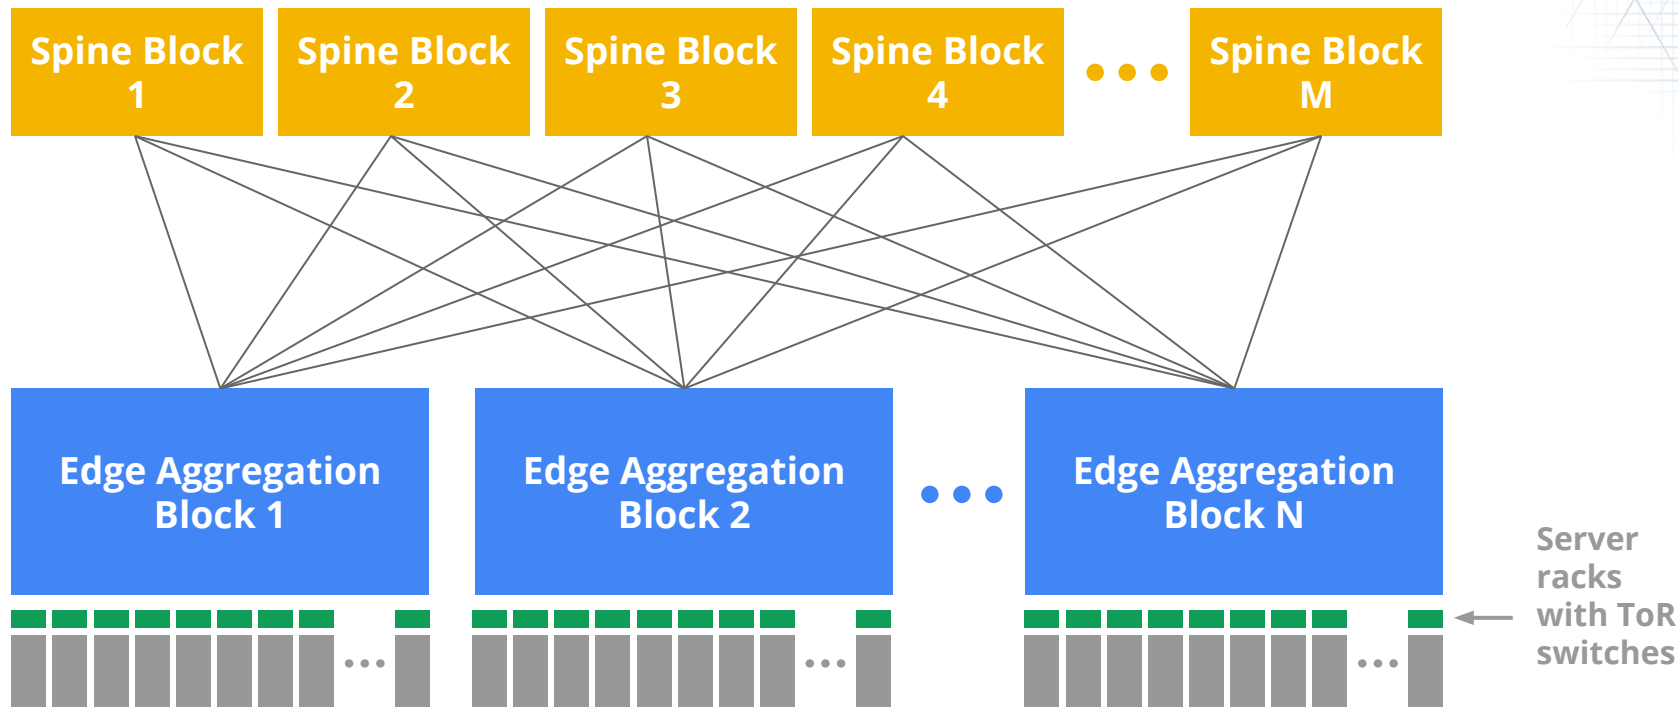 Spine Block
1
Spine Block
2
Spine Block
3
Spine Block
4
Spine Block
M
Edge Aggregation
Block 1
Edge Aggregation
Block 2
Edge Aggregation
Block N
Server
racks
with ToR
switches